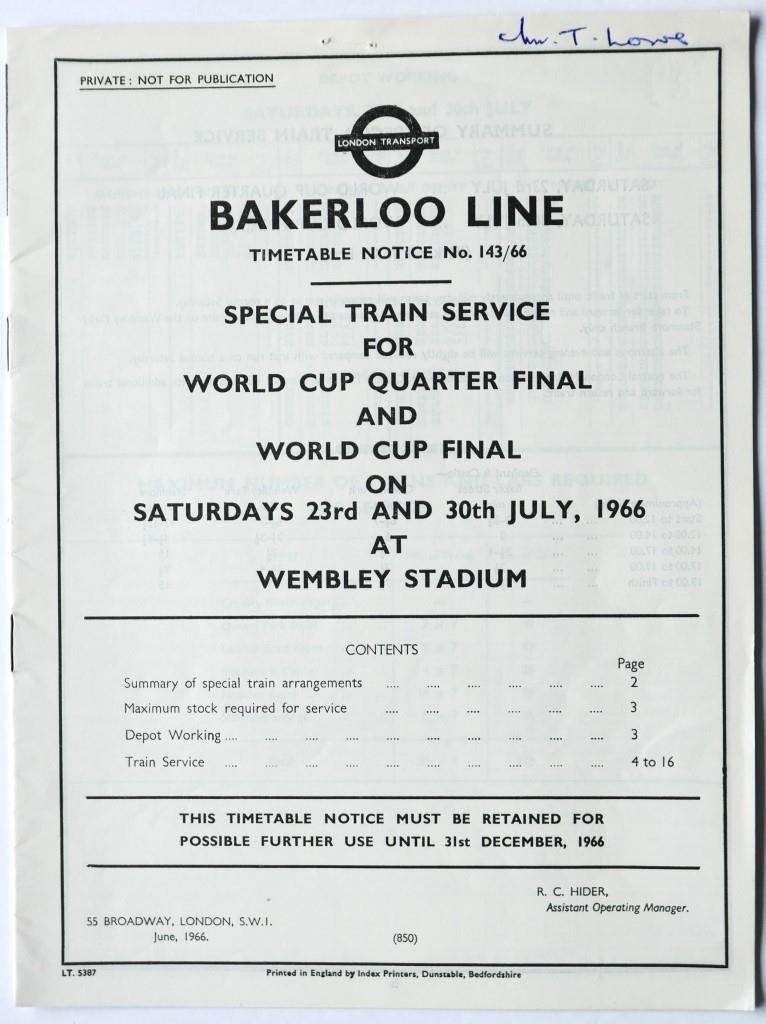 T. Lowe
PRIVATE: NOT FOR PUBLICATION
LONDON TRANSPORT
BAKERLOO LINE
TIMETABLE NOTICE No. 143/66
SPECIAL TRAIN SERVICE
FOR
WORLD CUP QUARTER FINAL
AND
WORLD CUP FINAL
ON
SATURDAYS 23rd AND 30th JULY, 1966
AT
WEMBLEY STADIUM
CONTENTS
Page
Summary of special train arrangements .... .... .... .... .... .... 2
Maximum stock required for service .... .... .... .... .... .... 3
Depot Working .... .... .... .... .... .... .... .... .... .... 3
Train Service .... .... .... .... .... .... .... .... .... .... 4 to 16
THIS TIMETABLE NOTICE MUST BE RETAINED FOR
POSSIBLE FURTHER USE UNTIL 31st DECEMBER, 1966
R. C. HIDER,
Assistant Operating Manager.
55 BROADWAY, LONDON, S.W.1.
June, 1966.
(850)
LT. 5387
Printed in England by Index Printers, Dunstable, Bedfordshire